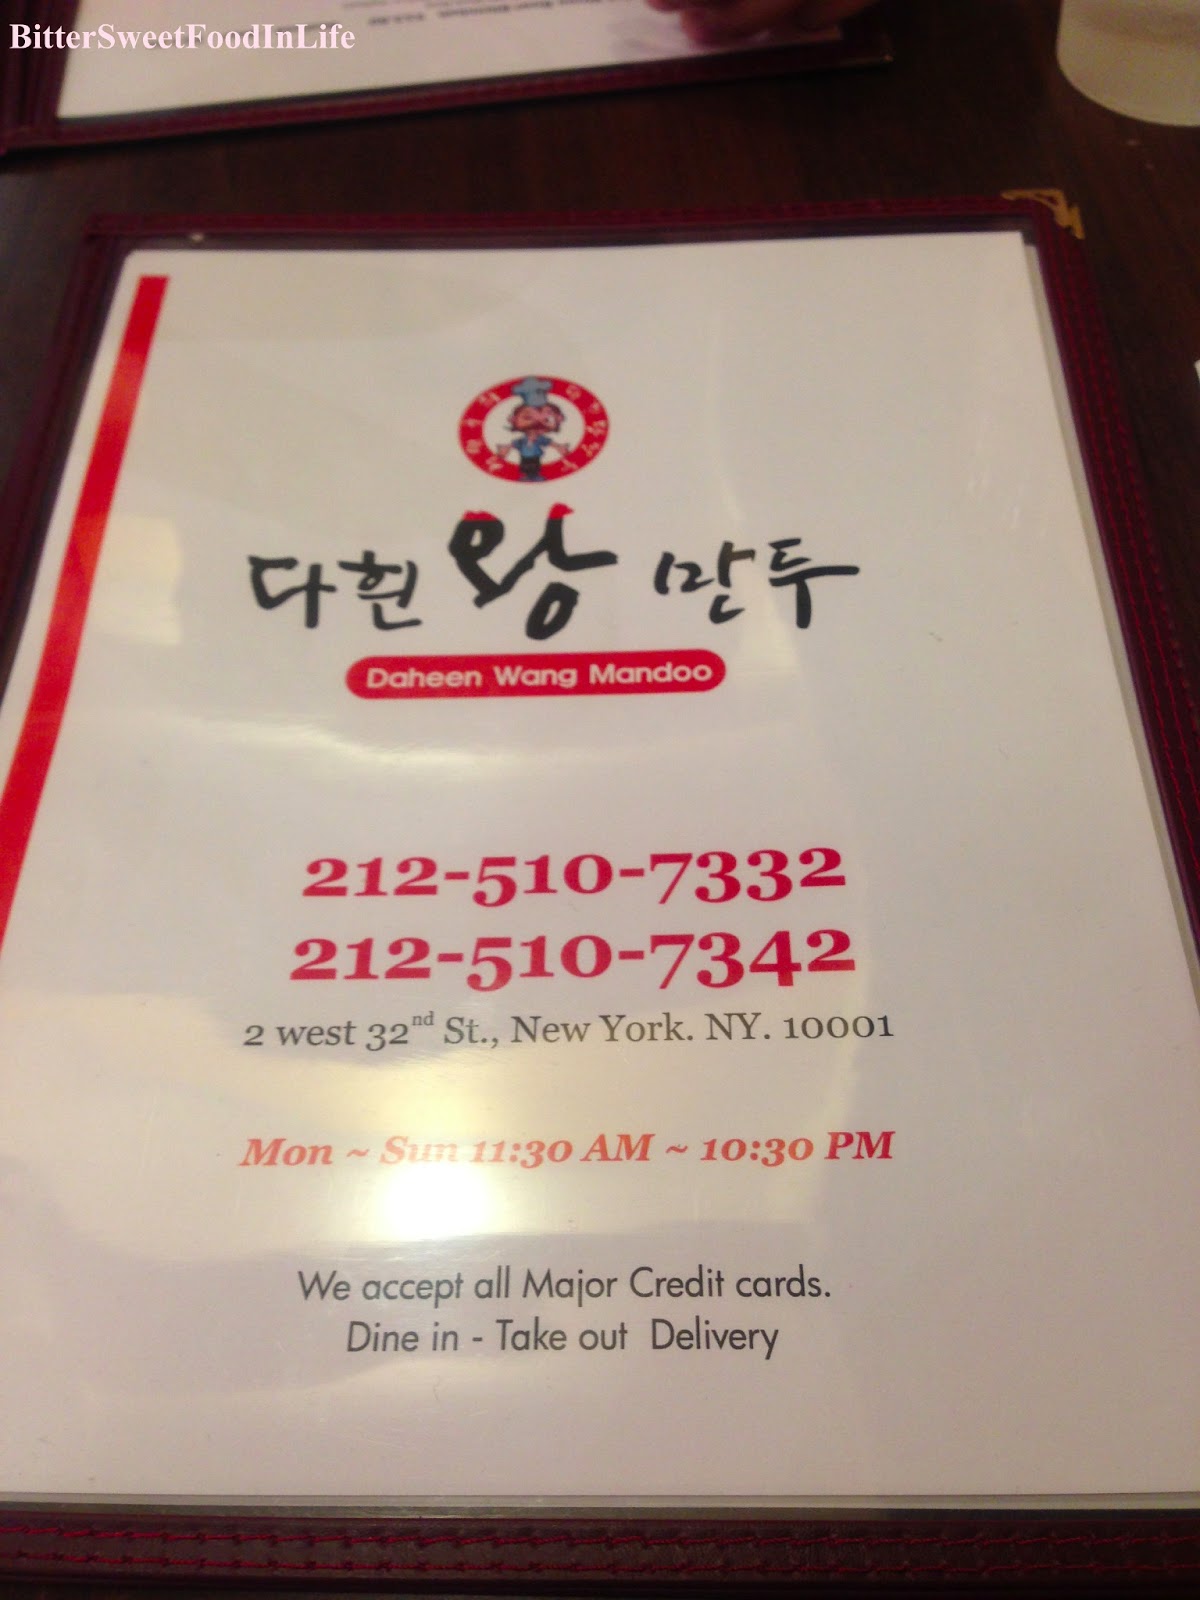 BitterSweetFoodInLife
다현 왕 만두
Daheen Wang Mandoo
212-510-7332
212-510-7342
2 west 32nd St., New York. NY. 10001
Mon ~ Sun 11:30 AM ~ 10:30 PM
We accept all Major Credit cards.
Dine in - Take out Delivery